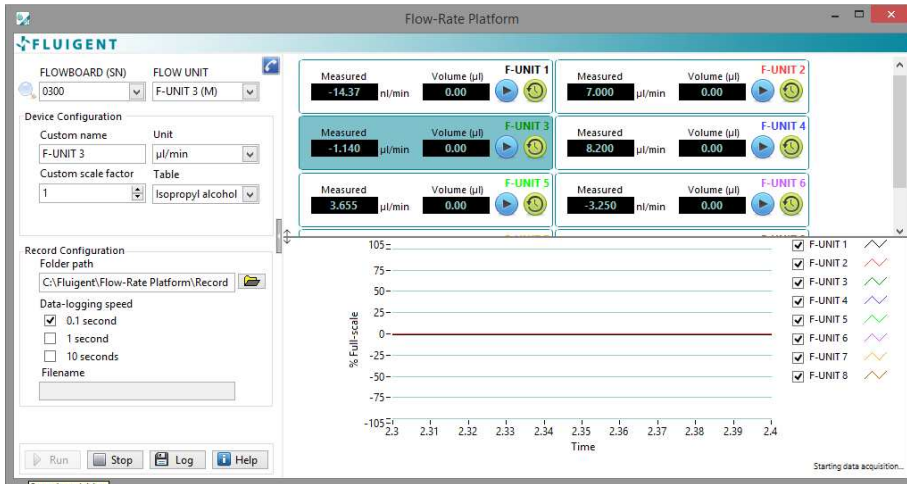 Flow-Rate Platform
FLUIGENT
FLOWBOARD (SN) FLOW UNIT
0300 F-UNIT 3 (M)
Device Configuration
Custom name Unit
F-UNIT 3 µl/min
Custom scale factor Table
1 Isopropyl alcohol
Record Configuration
Folder path
C:\Fluigent\Flow-Rate Platform\Record
Data-logging speed
0.1 second
1 second
10 seconds
Filename
Run Stop Log Help
F-UNIT 1
Measured Volume (µl)
-14.37 nl/min 0.00
F-UNIT 2
Measured Volume (µl)
7.000 µl/min 0.00
F-UNIT 3
Measured Volume (µl)
-1.140 µl/min 0.00
F-UNIT 4
Measured Volume (µl)
8.200 µl/min 0.00
F-UNIT 5
Measured Volume (µl)
3.655 µl/min 0.00
F-UNIT 6
Measured Volume (µl)
-3.250 nl/min 0.00
105
75
50
25
0
-25
-50
-75
-105
% Full-scale
2.3 2.31 2.32 2.33 2.34 2.35 2.36 2.37 2.38 2.39 2.4
Time
F-UNIT 1
F-UNIT 2
F-UNIT 3
F-UNIT 4
F-UNIT 5
F-UNIT 6
F-UNIT 7
F-UNIT 8
Starting data acquisition...